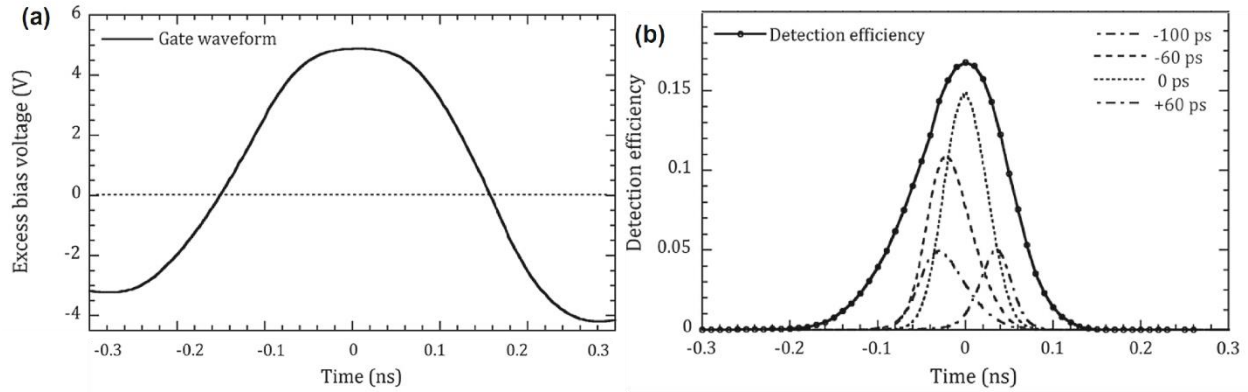 (a)
Gate waveform
Excess bias voltage (V)
6
4
2
0
-2
-4
-0.3
-0.2
-0.1
0
0.1
0.2
0.3
Time (ns)
(b)
Detection efficiency
-100 ps
-60 ps
0 ps
+60 ps
Detection efficiency
0.15
0.1
0.05
0
-0.3
-0.2
-0.1
0
0.1
0.2
0.3
Time (ns)